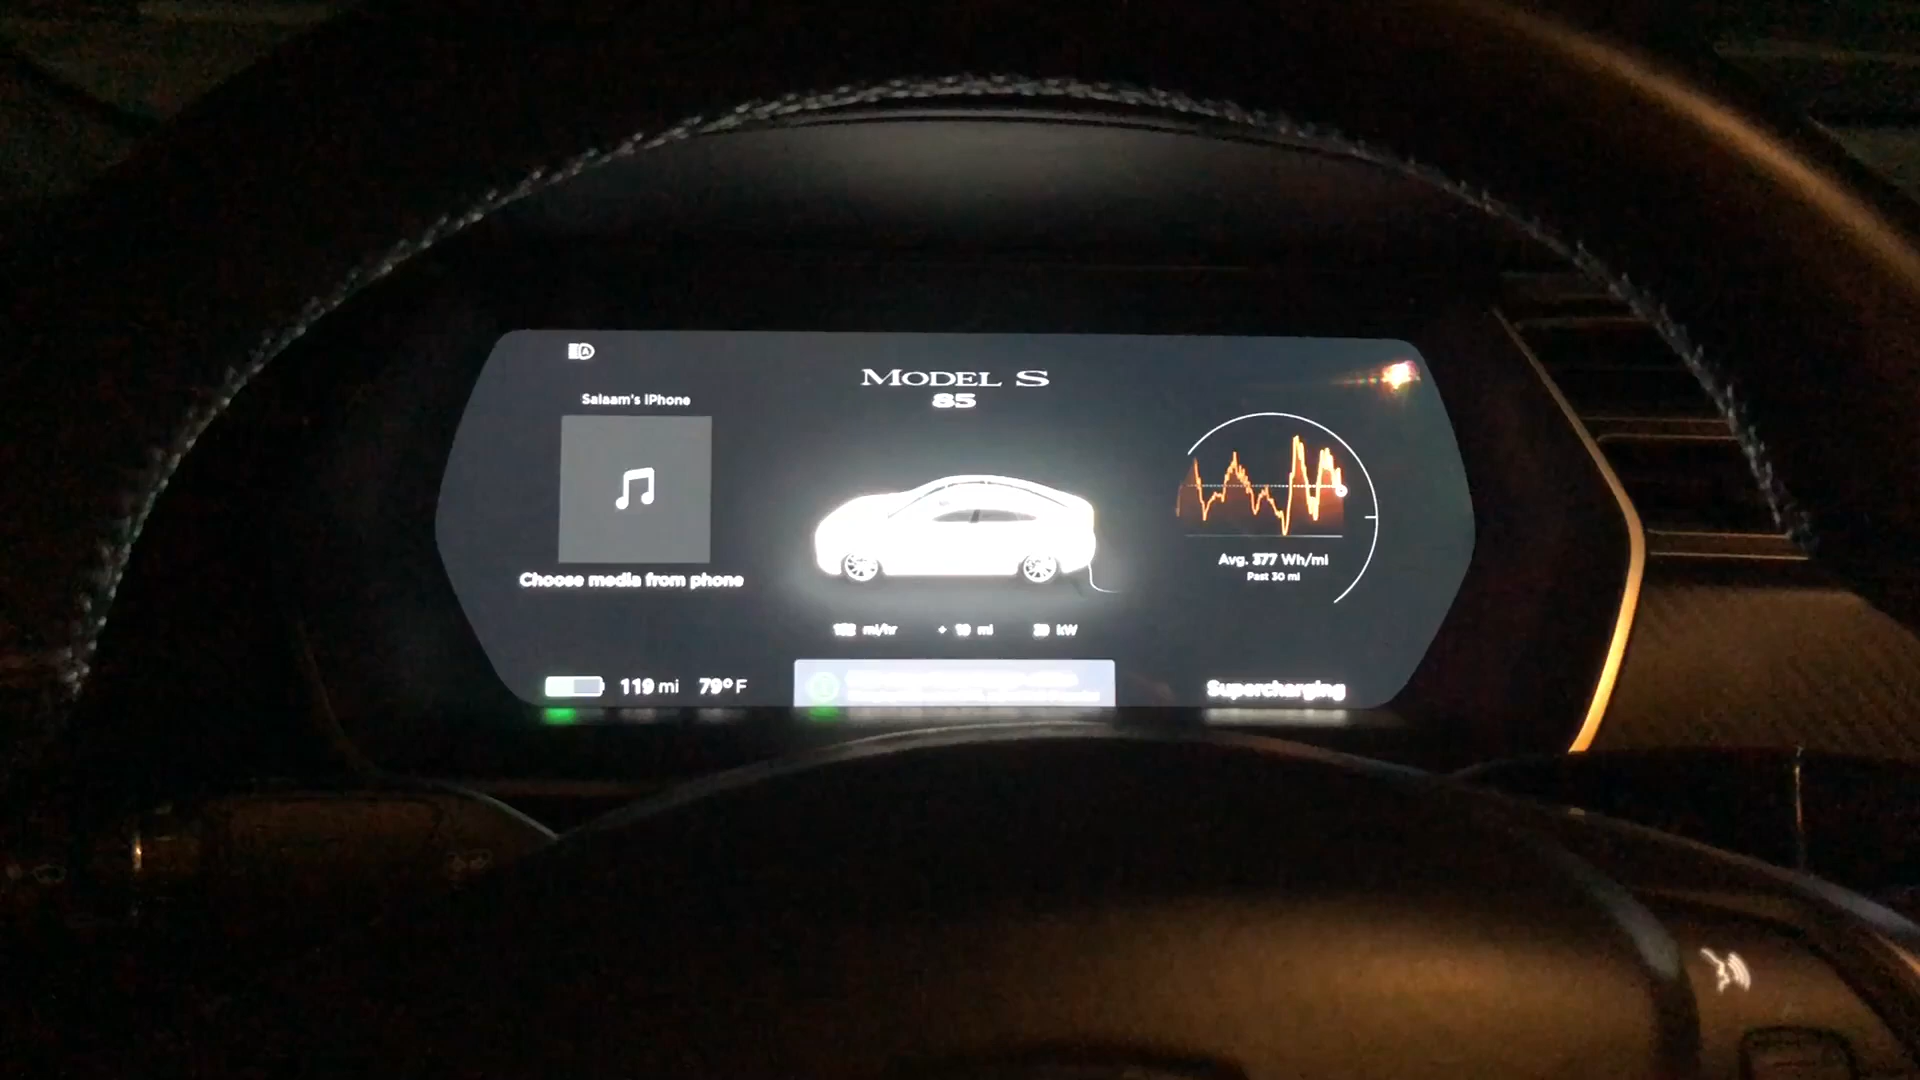 MODEL S
85
Salaam's iPhone
Choose media from phone
Avg. 377 Wh/mi
Past 30 mi
mi/hr + mi kW
119 mi 79° F
Supercharging